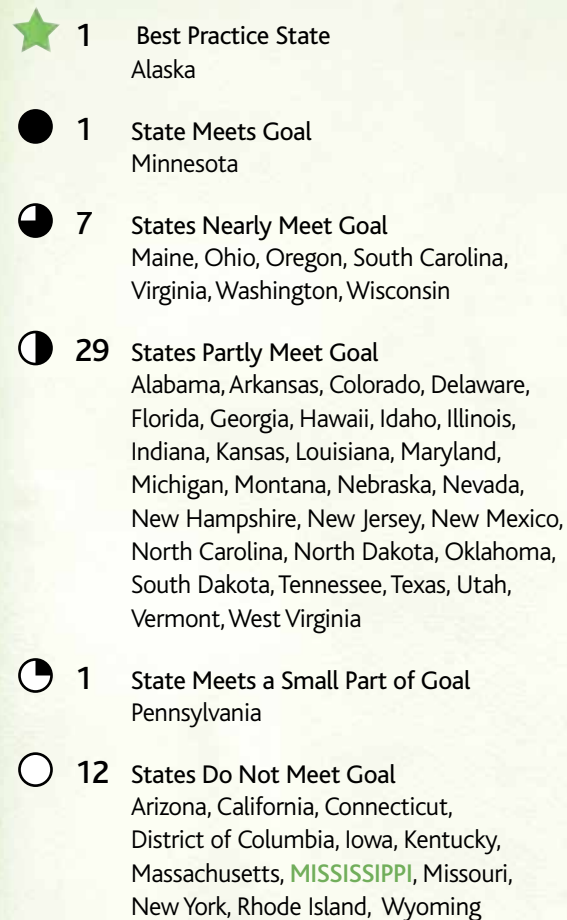 1 Best Practice State
Alaska
1 State Meets Goal
Minnesota
7 States Nearly Meet Goal
Maine, Ohio, Oregon, South Carolina,
Virginia, Washington, Wisconsin
29 States Partly Meet Goal
Alabama, Arkansas, Colorado, Delaware,
Florida, Georgia, Hawaii, Idaho, Illinois,
Indiana, Kansas, Louisiana, Maryland,
Michigan, Montana, Nebraska, Nevada,
New Hampshire, New Jersey, New Mexico,
North Carolina, North Dakota, Oklahoma,
South Dakota, Tennessee, Texas, Utah,
Vermont, West Virginia
1 State Meets a Small Part of Goal
Pennsylvania
12 States Do Not Meet Goal
Arizona, California, Connecticut,
District of Columbia, Iowa, Kentucky,
Massachusetts, MISSISSIPPI, Missouri,
New York, Rhode Island, Wyoming